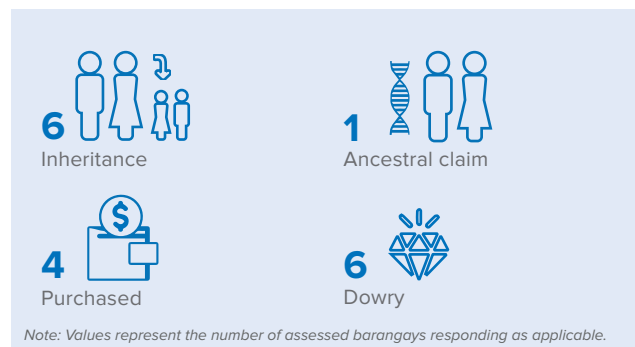 6
Inheritance
1
Ancestral claim
$
4
Purchased
6
Dowry
Note: Values represent the number of assessed barangays responding as applicable.